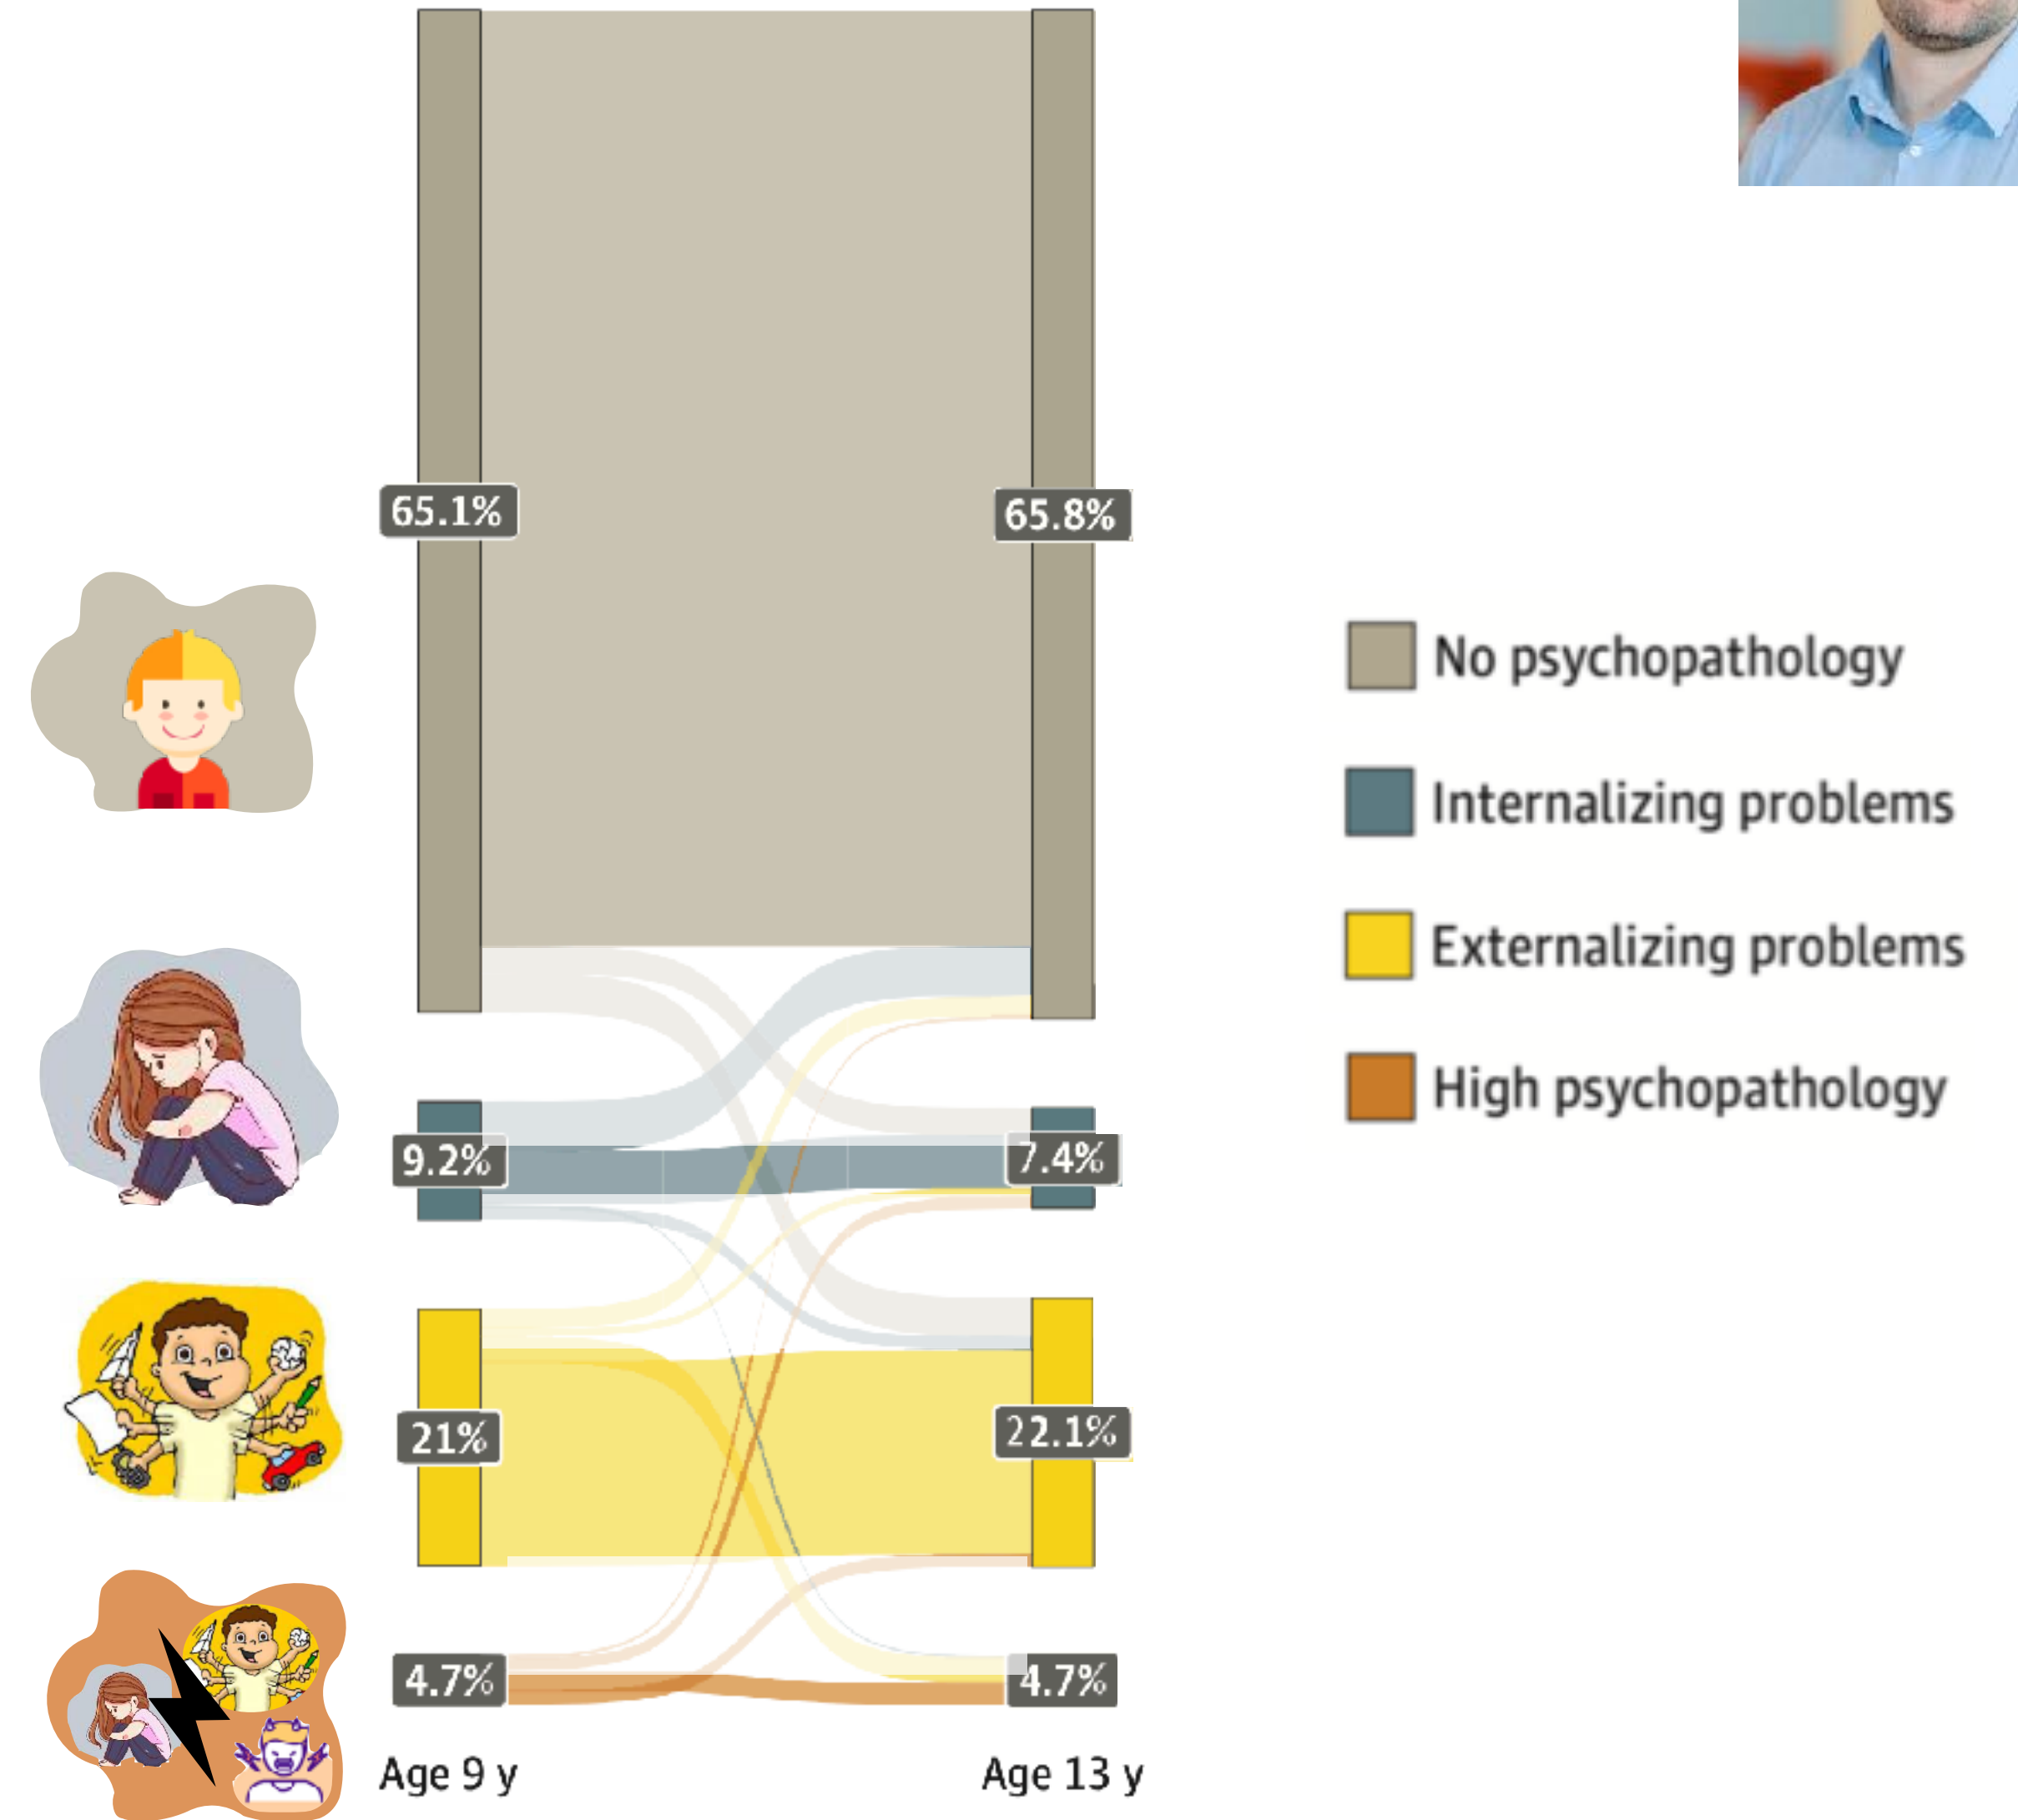 65.1%
65.8%
No psychopathology
Internalizing problems
Externalizing problems
High psychopathology
9.2%
7.4%
21%
22.1%
4.7%
4.7%
Age 9 y
Age 13 y